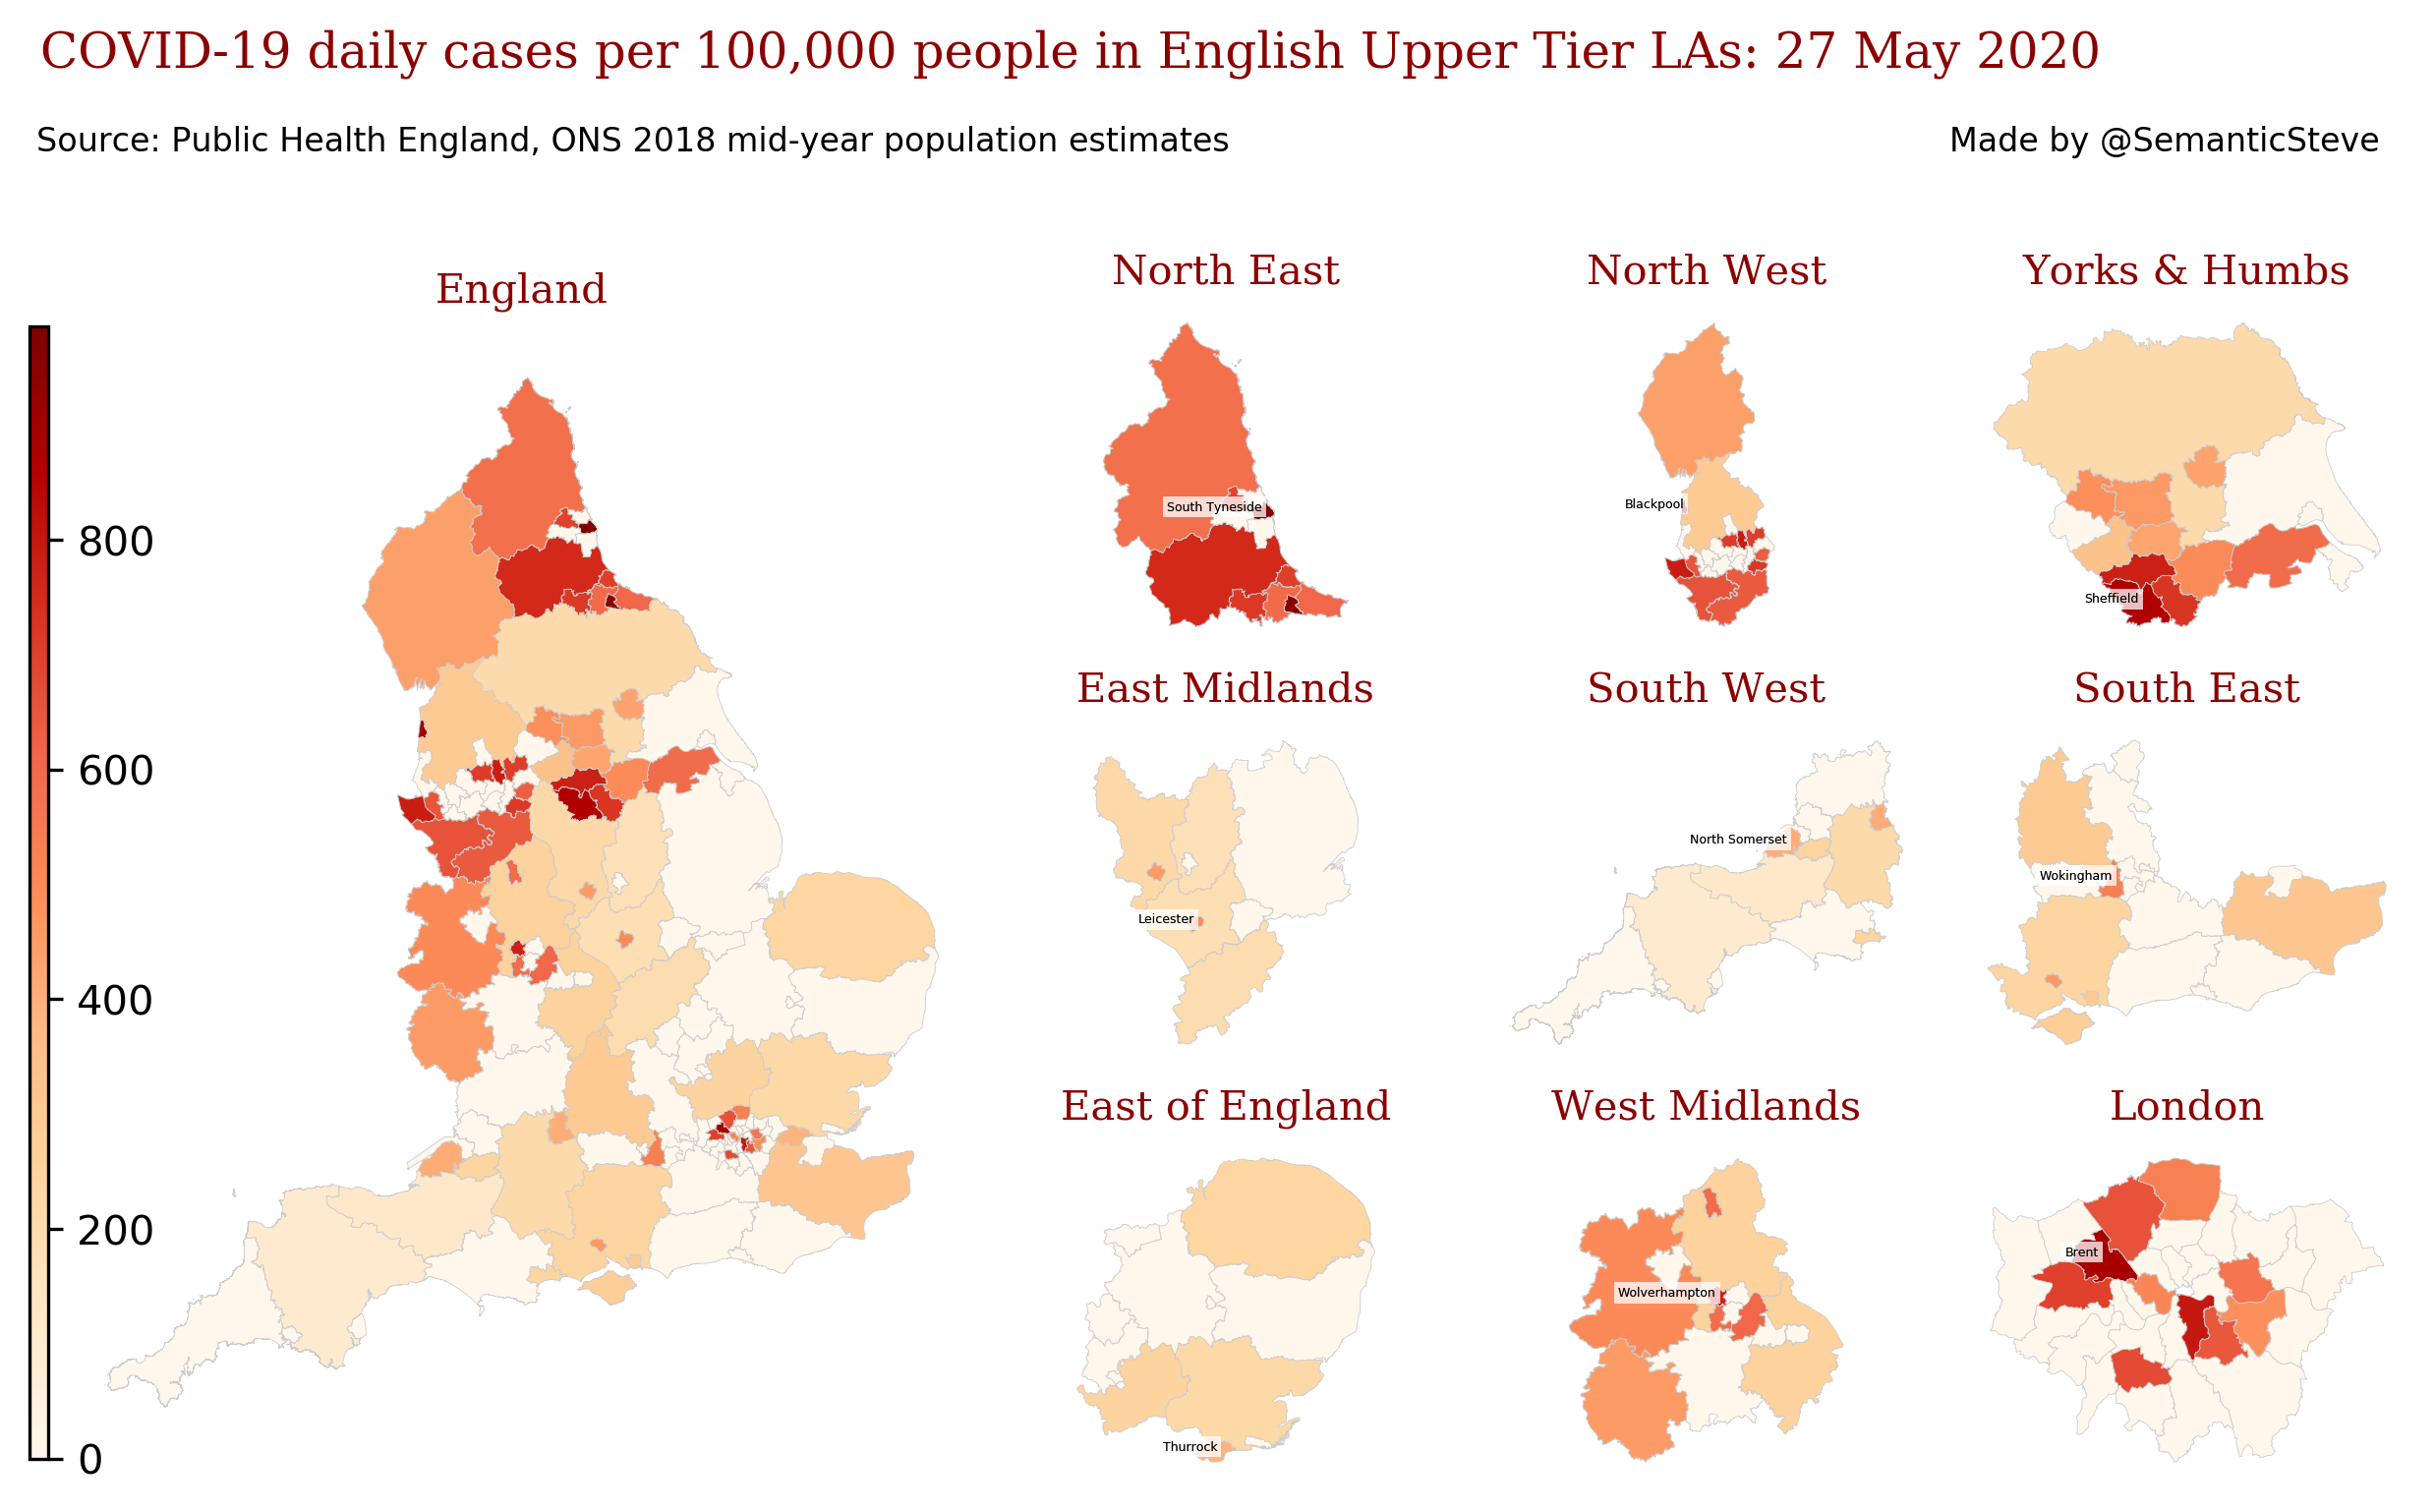 COVID-19 daily cases per 100,000 people in English Upper Tier LAs: 27 May 2020
Source: Public Health England, ONS 2018 mid-year population estimates
Made by @SemanticSteve
England
800
600
400
200
0
North East
South Tyneside
North West
Blackpool
Yorks & Humbs
Sheffield
East Midlands
Leicester
South West
North Somerset
South East
Wokingham
East of England
Thurrock
West Midlands
Wolverhampton
London
Brent